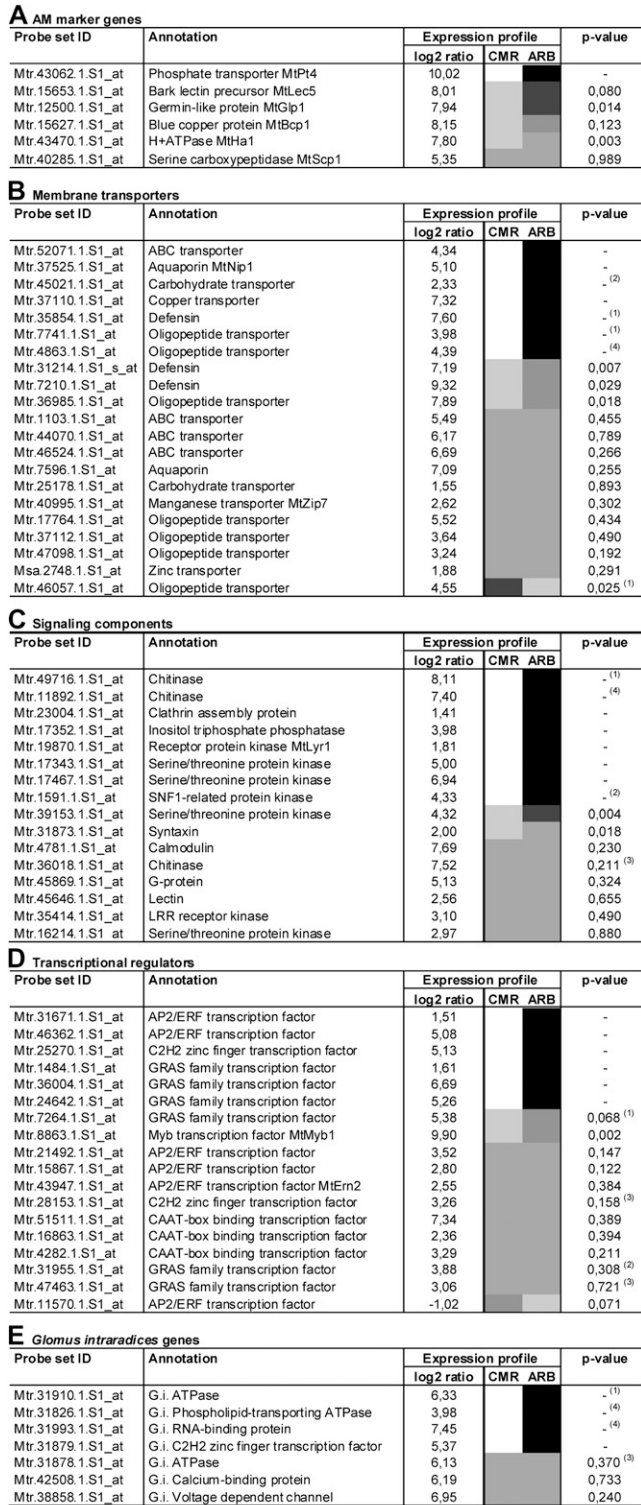 A AM marker genes
Probe set ID Annotation Expression profile p-value
log2 ratio CMR ARB
Mtr.43062.1.S1_at Phosphate transporter MtPt4 10,02 -
Mtr.15653.1.S1_at Bark lectin precursor MtLec5 8,01 0,080
Mtr.12500.1.S1_at Germin-like protein MtGlp1 7,94 0,014
Mtr.15627.1.S1_at Blue copper protein MtBcp1 8,15 0,123
Mtr.43470.1.S1_at H+ATPase MtHa1 7,80 0,003
Mtr.40285.1.S1_at Serine carboxypeptidase MtScp1 5,35 0,989
B Membrane transporters
Probe set ID Annotation Expression profile p-value
log2 ratio CMR ARB
Mtr.52071.1.S1_at ABC transporter 4,34 -
Mtr.37525.1.S1_at Aquaporin MtNip1 5,10 -
Mtr.45021.1.S1_at Carbohydrate transporter 2,33 - (2)
Mtr.37110.1.S1_at Copper transporter 7,32 -
Mtr.35854.1.S1_at Defensin 7,60 - (1)
Mtr.7741.1.S1_at Oligopeptide transporter 3,98 - (1)
Mtr.4863.1.S1_at Oligopeptide transporter 4,39 - (4)
Mtr.31214.1.S1_s_at Defensin 7,19 0,007
Mtr.7210.1.S1_at Defensin 9,32 0,029
Mtr.36985.1.S1_at Oligopeptide transporter 7,89 0,018
Mtr.1103.1.S1_at ABC transporter 5,49 0,455
Mtr.44070.1.S1_at ABC transporter 6,17 0,789
Mtr.46524.1.S1_at ABC transporter 6,69 0,266
Mtr.7596.1.S1_at Aquaporin 7,09 0,255
Mtr.25178.1.S1_at Carbohydrate transporter 1,55 0,893
Mtr.40995.1.S1_at Manganese transporter MtZip7 2,62 0,302
Mtr.17764.1.S1_at Oligopeptide transporter 5,52 0,434
Mtr.37112.1.S1_at Oligopeptide transporter 3,64 0,490
Mtr.47098.1.S1_at Oligopeptide transporter 3,24 0,192
Msa.2748.1.S1_at Zinc transporter 1,88 0,291
Mtr.46057.1.S1_at Oligopeptide transporter 4,55 0,025 (1)
C Signaling components
Probe set ID Annotation Expression profile p-value
log2 ratio CMR ARB
Mtr.49716.1.S1_at Chitinase 8,11 - (1)
Mtr.11892.1.S1_at Chitinase 7,40 - (4)
Mtr.23004.1.S1_at Clathrin assembly protein 1,41 -
Mtr.17352.1.S1_at Inositol triphosphate phosphatase 3,98 -
Mtr.19870.1.S1_at Receptor protein kinase MtLyr1 1,81 -
Mtr.17343.1.S1_at Serine/threonine protein kinase 5,00 -
Mtr.17467.1.S1_at Serine/threonine protein kinase 6,94 -
Mtr.1591.1.S1_at SNF1-related protein kinase 4,33 - (2)
Mtr.39153.1.S1_at Serine/threonine protein kinase 4,32 0,004
Mtr.31873.1.S1_at Syntaxin 2,00 0,018
Mtr.4781.1.S1_at Calmodulin 7,69 0,230
Mtr.36018.1.S1_at Chitinase 7,52 0,211 (3)
Mtr.45869.1.S1_at G-protein 5,13 0,324
Mtr.45646.1.S1_at Lectin 2,56 0,655
Mtr.35414.1.S1_at LRR receptor kinase 3,10 0,490
Mtr.16214.1.S1_at Serine/threonine protein kinase 2,97 0,880
D Transcriptional regulators
Probe set ID Annotation Expression profile p-value
log2 ratio CMR ARB
Mtr.31671.1.S1_at AP2/ERF transcription factor 1,51 -
Mtr.46362.1.S1_at AP2/ERF transcription factor 5,08 -
Mtr.25270.1.S1_at C2H2 zinc finger transcription factor 5,13 -
Mtr.1484.1.S1_at GRAS family transcription factor 1,61 -
Mtr.36004.1.S1_at GRAS family transcription factor 6,69 -
Mtr.24642.1.S1_at GRAS family transcription factor 5,26 -
Mtr.7264.1.S1_at GRAS family transcription factor 5,38 0,068 (1)
Mtr.8863.1.S1_at Myb transcription factor MtMyb1 9,90 0,002
Mtr.21492.1.S1_at AP2/ERF transcription factor 3,52 0,147
Mtr.15867.1.S1_at AP2/ERF transcription factor 2,80 0,122
Mtr.43947.1.S1_at AP2/ERF transcription factor MtErn2 2,55 0,384
Mtr.28153.1.S1_at C2H2 zinc finger transcription factor 3,26 0,158 (3)
Mtr.51511.1.S1_at CAAT-box binding transcription factor 7,34 0,389
Mtr.16863.1.S1_at CAAT-box binding transcription factor 2,36 0,394
Mtr.4282.1.S1_at CAAT-box binding transcription factor 3,29 0,211
Mtr.31955.1.S1_at GRAS family transcription factor 3,88 0,308 (2)
Mtr.47463.1.S1_at GRAS family transcription factor 3,06 0,721 (3)
Mtr.11570.1.S1_at AP2/ERF transcription factor -1,02 0,071
E Glomus intraradices genes
Probe set ID Annotation Expression profile p-value
log2 ratio CMR ARB
Mtr.31910.1.S1_at G.i. ATPase 6,33 - (1)
Mtr.31826.1.S1_at G.i. Phospholipid-transporting ATPase 3,98 - (4)
Mtr.31993.1.S1_at G.i. RNA-binding protein 7,45 - (4)
Mtr.31879.1.S1_at G.i. C2H2 zinc finger transcription factor 5,37 -
Mtr.31878.1.S1_at G.i. ATPase 6,13 0,370 (3)
Mtr.42508.1.S1_at G.i. Calcium-binding protein 6,19 0,733
Mtr.38858.1.S1_at G.i. Voltage dependent channel 6,95 0,240